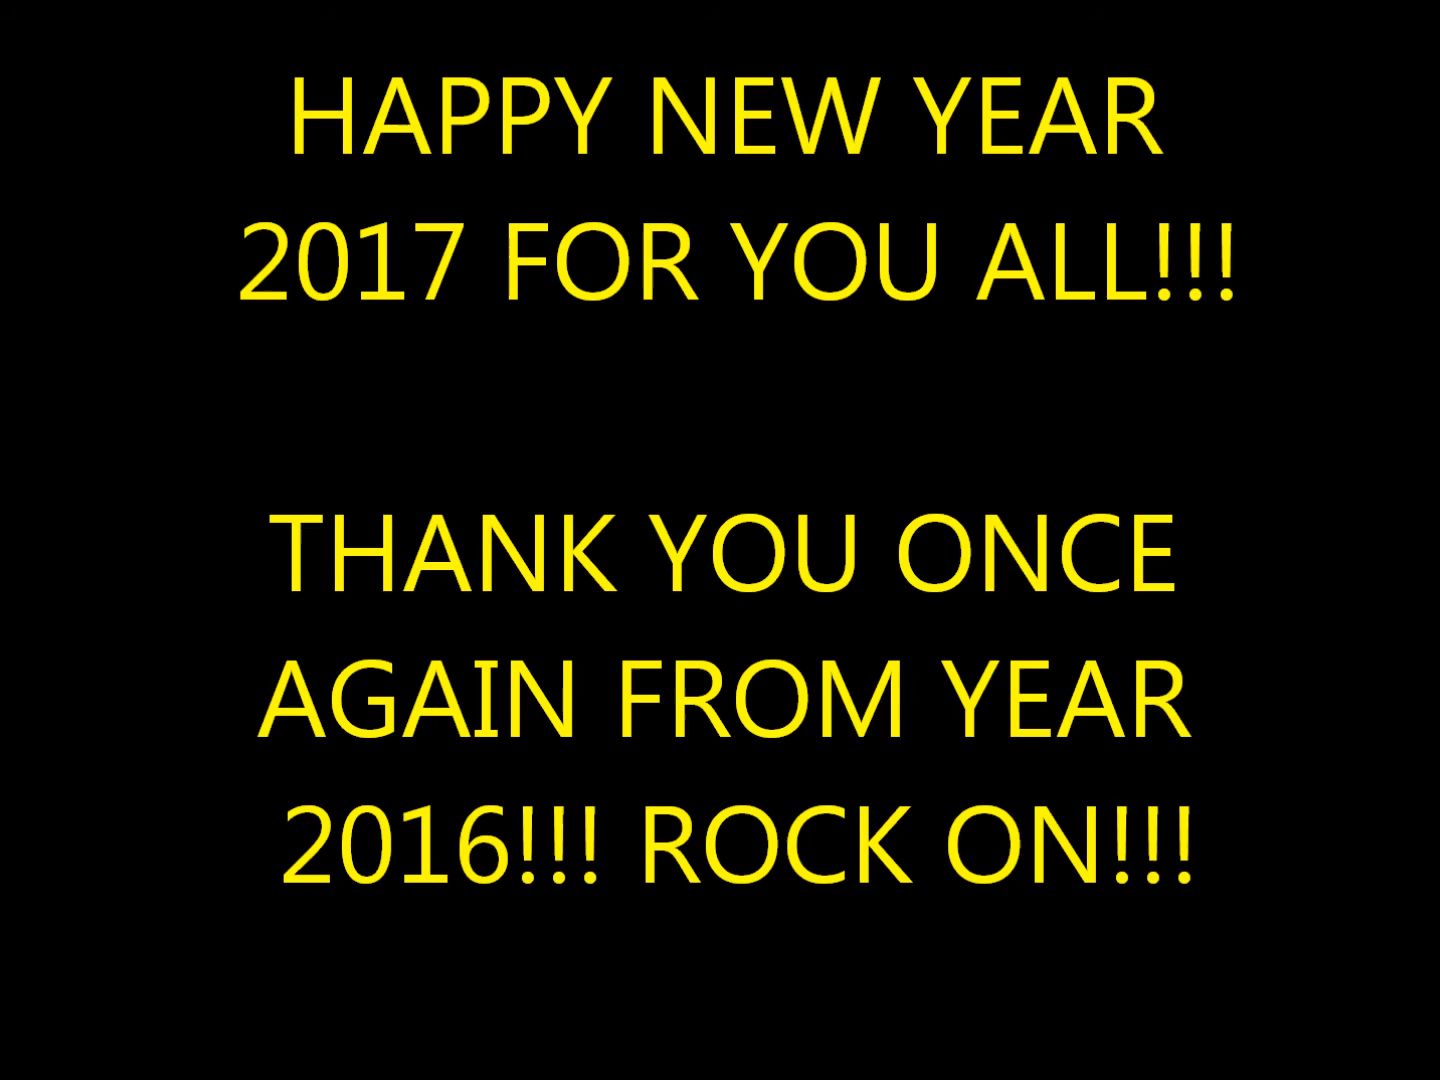 HAPPY NEW YEAR
2017 FOR YOU ALL!!!
THANK YOU ONCE
AGAIN FROM YEAR
2016!!! ROCK ON!!!